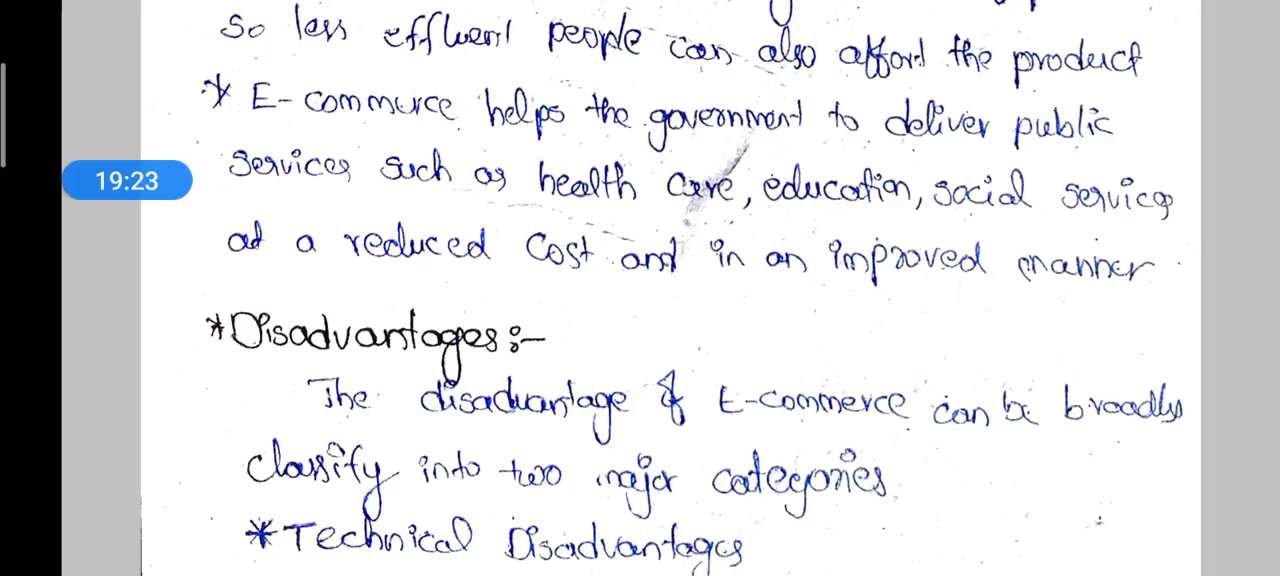 So less effluent people can also afford the product
* E-commerce helps the government to deliver public
19:23
services such as health care, education, social services
at a reduced cost and in an improved manner
*Disadvantages:-
The disadvantage of E-commerce can be broadly
classify into two major categories
*Technical Disadvantages